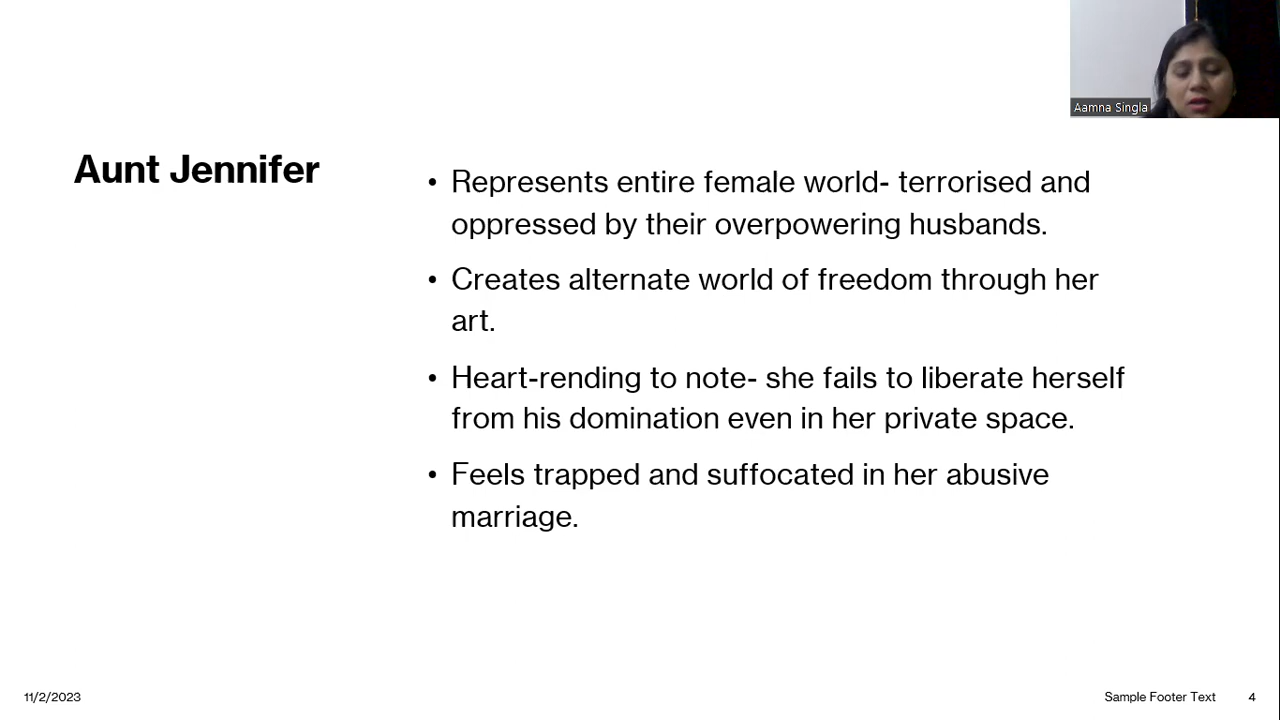 Aamna Singla
Aunt Jennifer
• Represents entire female world- terrorised and
oppressed by their overpowering husbands.
• Creates alternate world of freedom through her
art.
• Heart-rending to note- she fails to liberate herself
from his domination even in her private space.
• Feels trapped and suffocated in her abusive
marriage.
11/2/2023
Sample Footer Text
4